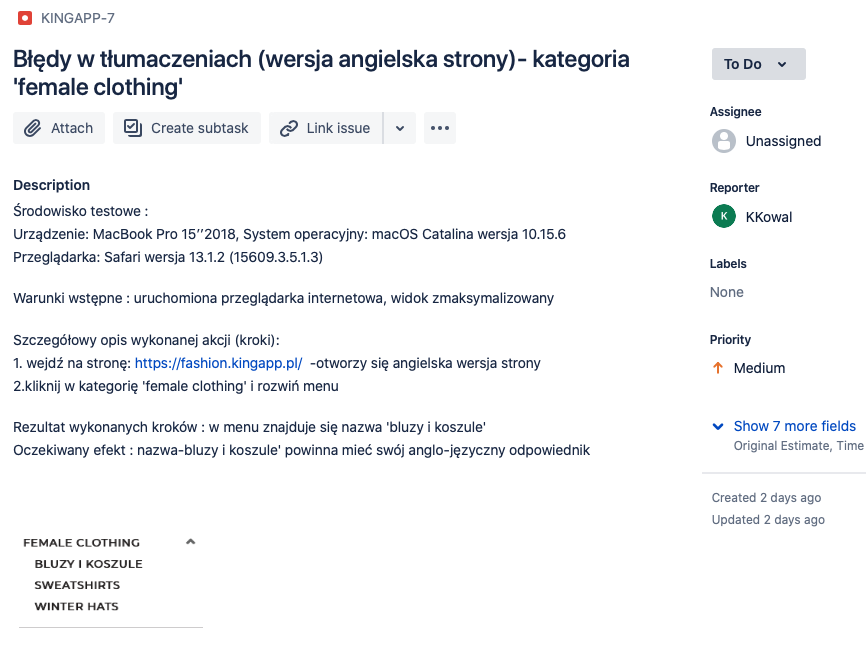 KINGAPP-7
Błędy w tłumaczeniach (wersja angielska strony)- kategoria
'female clothing'
Attach
Create subtask
Link issue
Description
Środowisko testowe :
Urządzenie: MacBook Pro 15’’2018, System operacyjny: macOS Catalina wersja 10.15.6
Przeglądarka: Safari wersja 13.1.2 (15609.3.5.1.3)
Warunki wstępne : uruchomiona przeglądarka internetowa, widok zmaksymalizowany
Szczegółowy opis wykonanej akcji (kroki):
1. wejdź na stronę: https://fashion.kingapp.pl/ -otworzy się angielska wersja strony
2.kliknij w kategorię 'female clothing' i rozwiń menu
Rezultat wykonanych kroków : w menu znajduje się nazwa 'bluzy i koszule'
Oczekiwany efekt : nazwa-bluzy i koszule' powinna mieć swój anglo-języczny odpowiednik
FEMALE CLOTHING
BLUZY I KOSZULE
SWEATSHIRTS
WINTER HATS
To Do
Assignee
Unassigned
Reporter
K KKowal
Labels
None
Priority
Medium
Show 7 more fields
Original Estimate, Time
Created 2 days ago
Updated 2 days ago